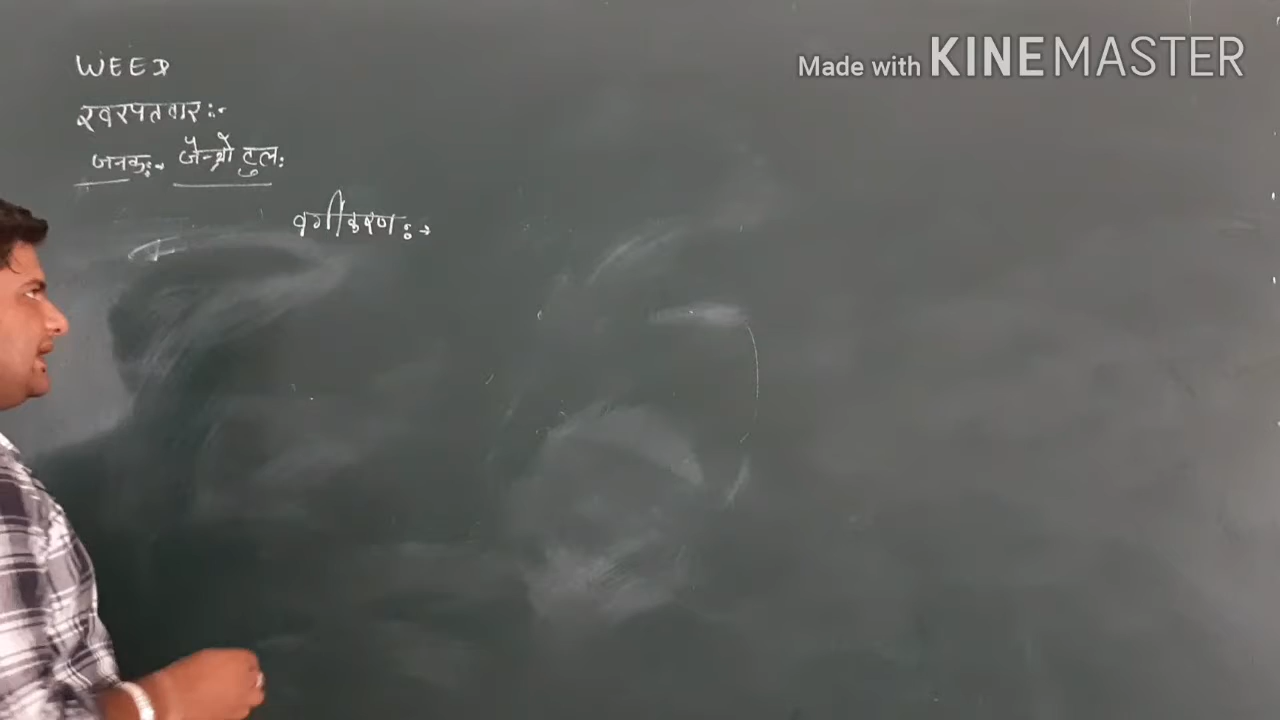 WEED
खरपतवार:-
जनक:- जेन्थ्रो टुल:
वर्गीकरण:→
Made with KINEMASTER